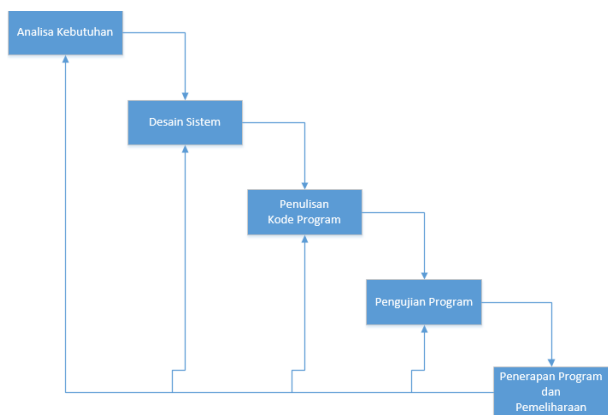 Analisa Kebutuhan
Desain Sistem
Penulisan
Kode Program
Pengujian Program
Penerapan Program
dan
Pemeliharaan